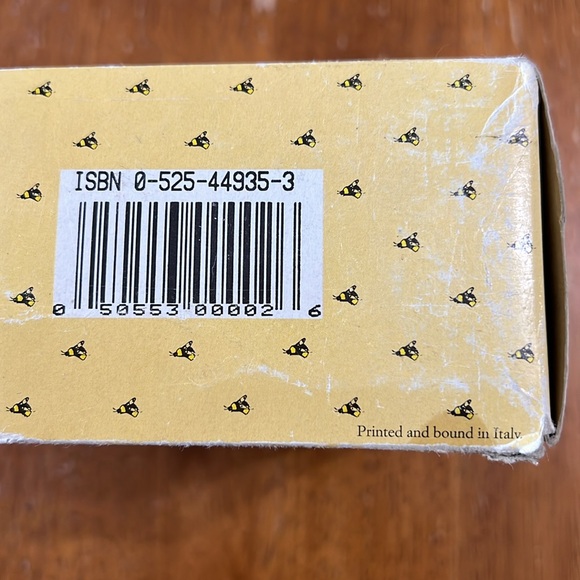 ISBN 0-525-44935-3
0 50553 00002 6
Printed and bound in Italy.